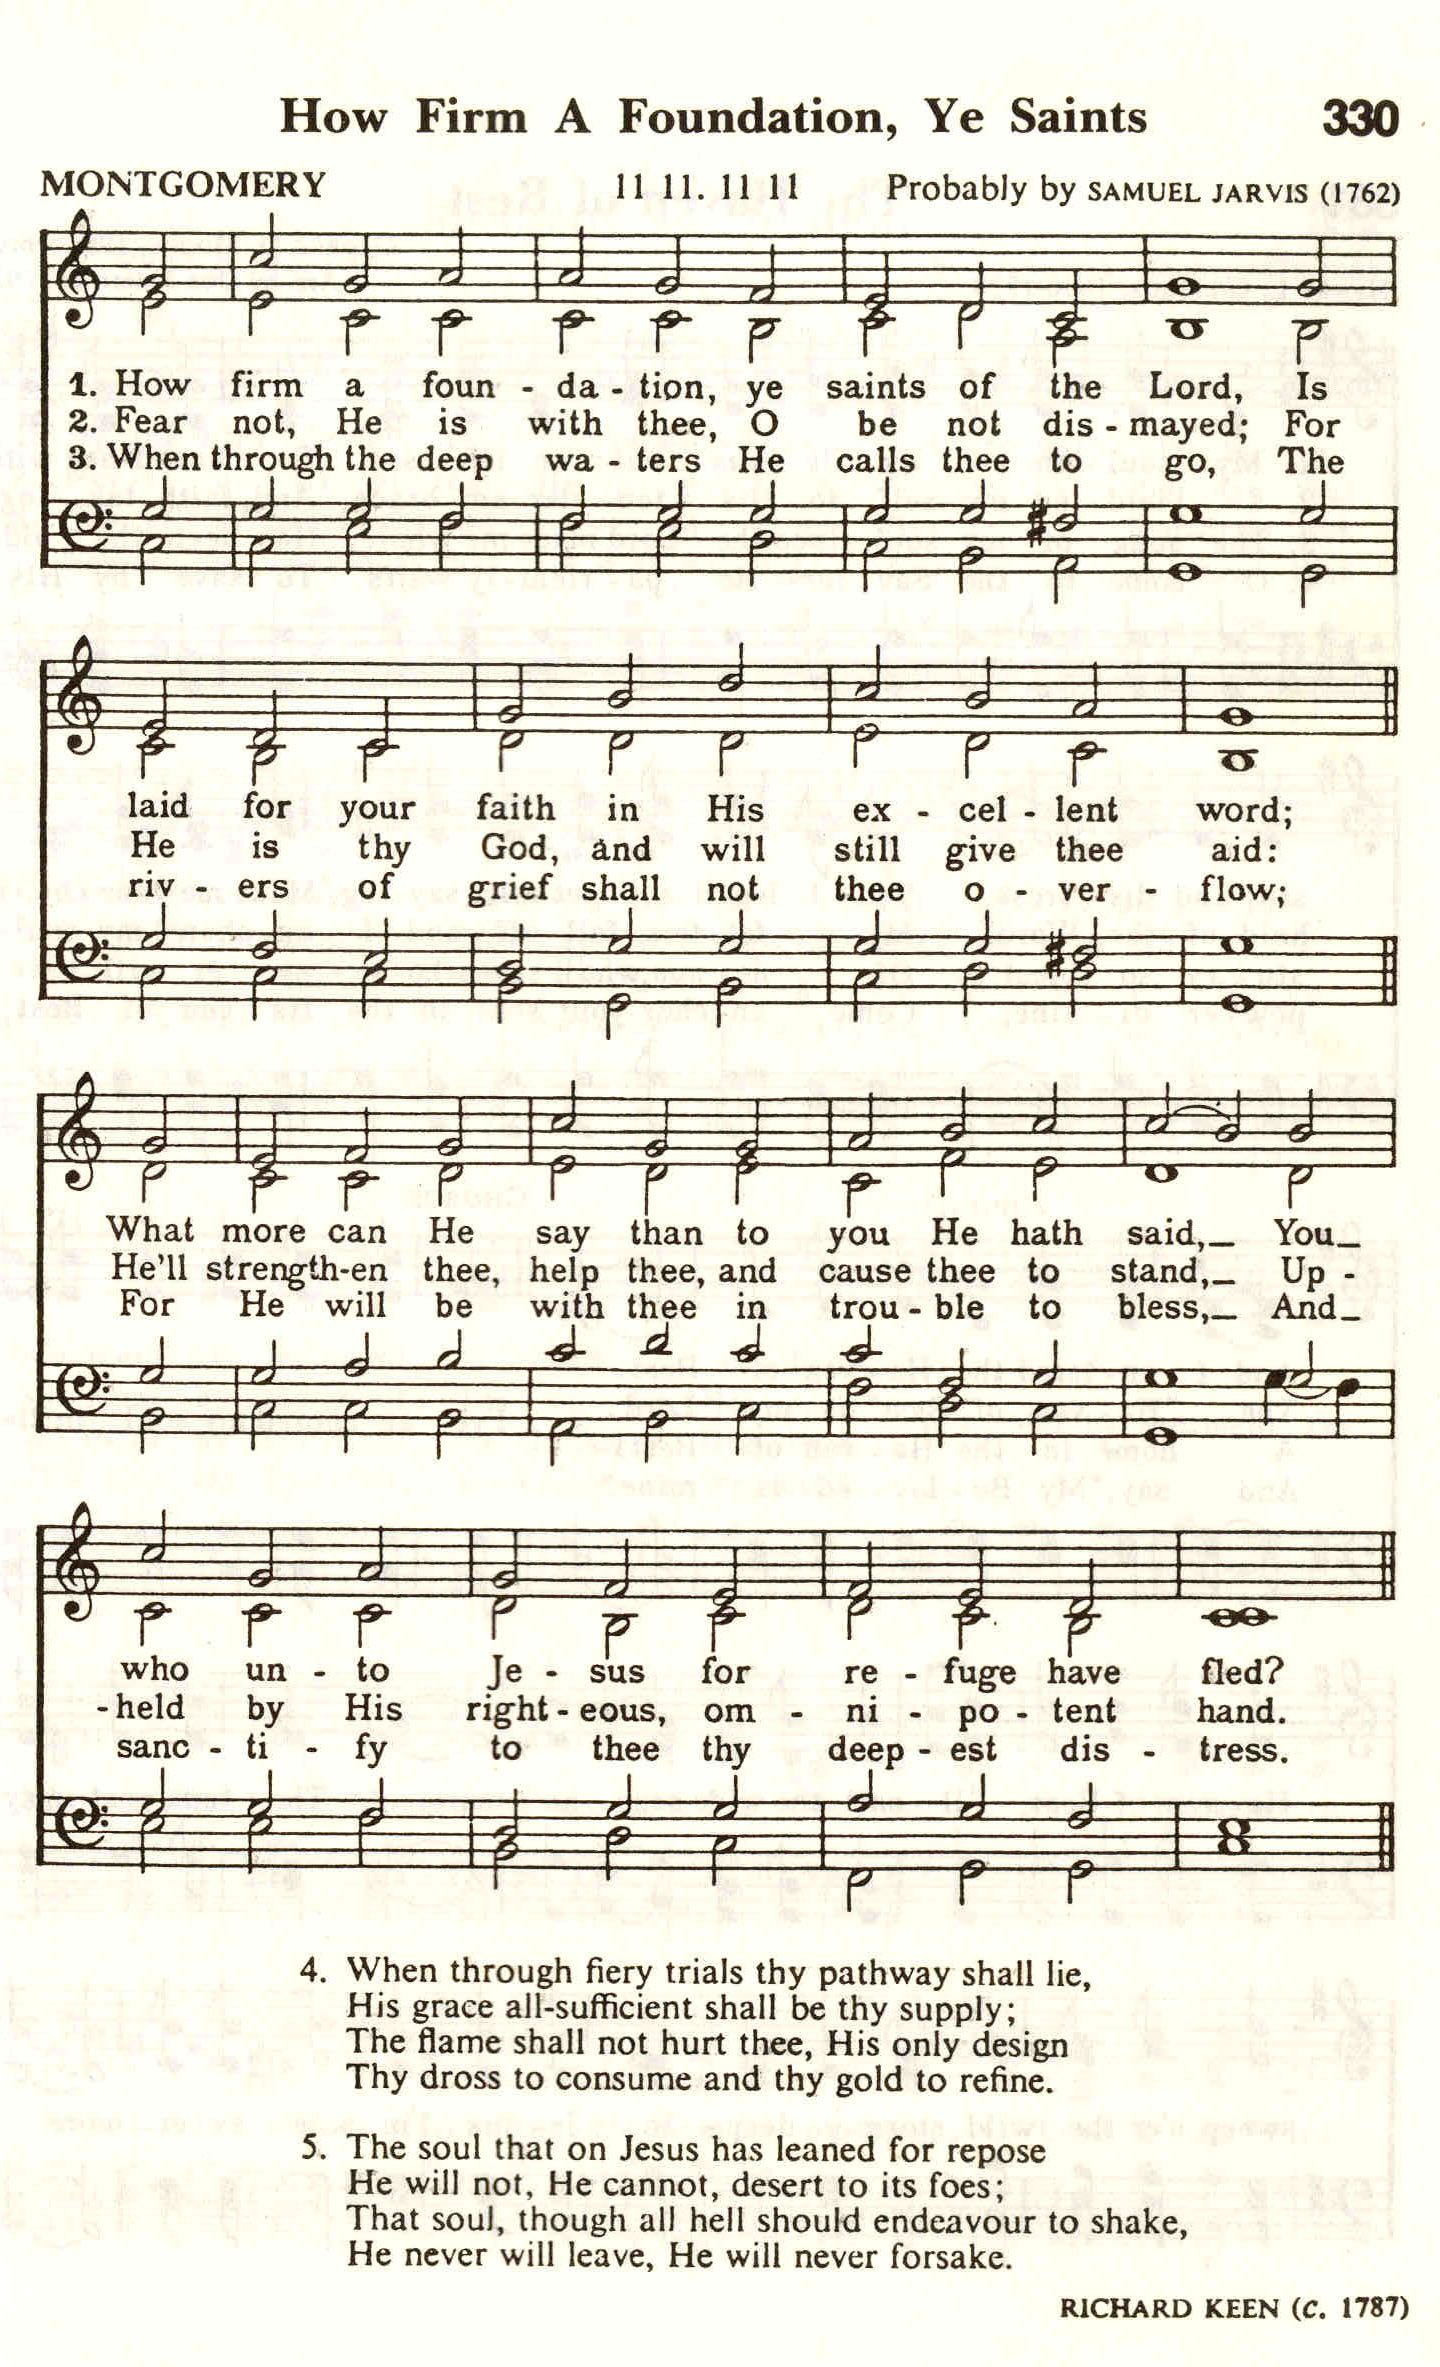 How Firm A Foundation, Ye Saints 330
MONTGOMERY 11 11. 11 11 Probably by SAMUEL JARVIS (1762)
1. How firm a foun - da - tion, ye saints of the Lord, Is
2. Fear not, He is with thee, O be not dis - mayed; For
3. When through the deep wa - ters He calls thee to go, The
laid for your faith in His ex - cel - lent word;
He is thy God, and will still give thee aid:
riv - ers of grief shall not thee o - ver - flow;
What more can He say than to you He hath said,_ You_
He'll strength-en thee, help thee, and cause thee to stand,_ Up -
For He will be with thee in trou - ble to bless,_ And_
who un - to Je - sus for re - fuge have fled?
-held by His right - eous, om - ni - po - tent hand.
sanc - ti - fy to thee thy deep - est dis - tress.
4. When through fiery trials thy pathway shall lie,
His grace all-sufficient shall be thy supply;
The flame shall not hurt thee, His only design
Thy dross to consume and thy gold to refine.
5. The soul that on Jesus has leaned for repose
He will not, He cannot, desert to its foes;
That soul, though all hell should endeavour to shake,
He never will leave, He will never forsake.
RICHARD KEEN (c. 1787)